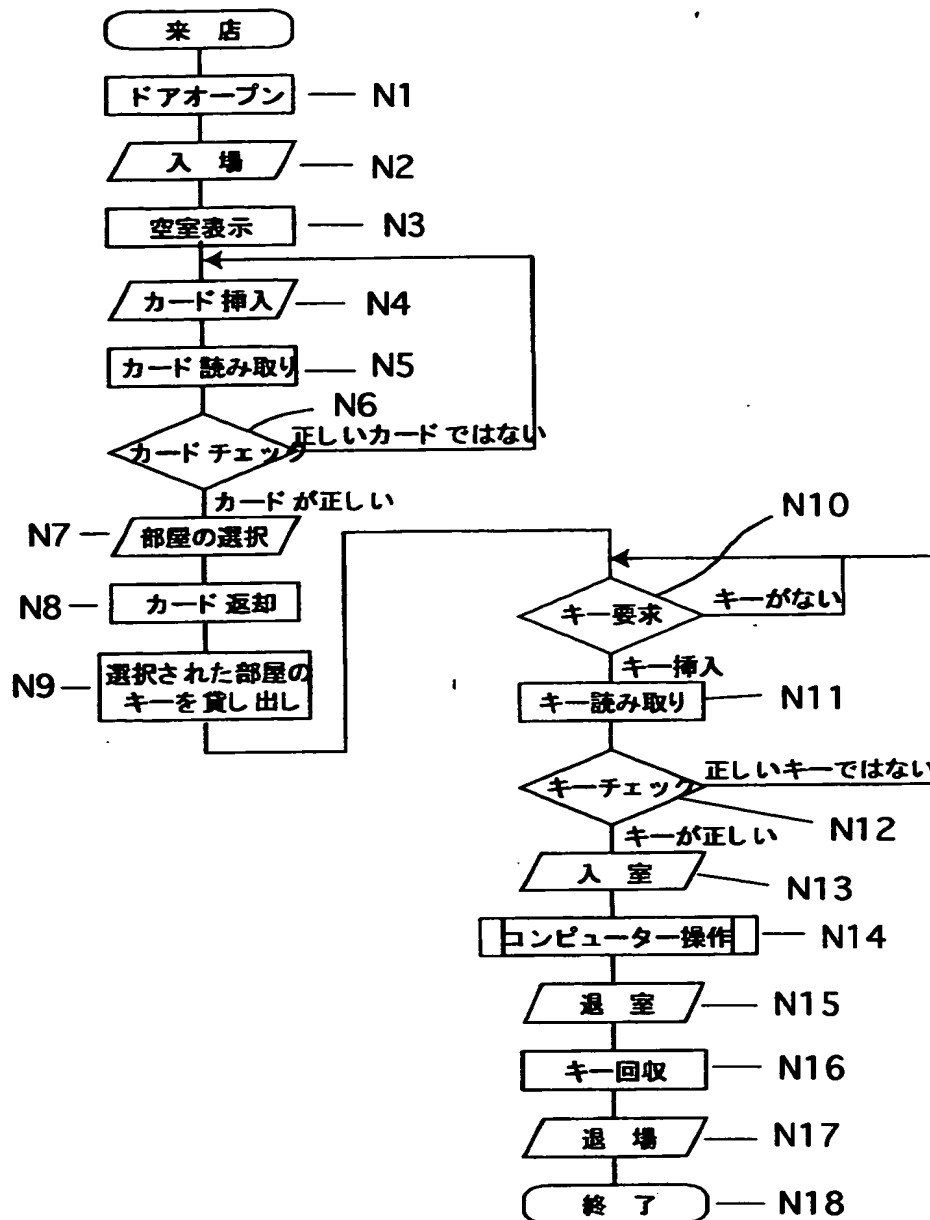 来 店
ドアオープン
N1
入 場
N2
空室表示
N3
カード 挿入
N4
カード 読み取り
N5
N6
カード チェック
正しいカード ではない
カード が正しい
N7
部屋の選択
N8
カード 返却
N9
選択された部屋の
キーを 貸し 出し
N10
キー要求
キーがない
キー挿入
キー読み取り
N11
キーチェック
正しいキーではない
N12
キーが正しい
入 室
N13
コンピューター操作
N14
退 室
N15
キー回収
N16
退 場
N17
終 了
N18